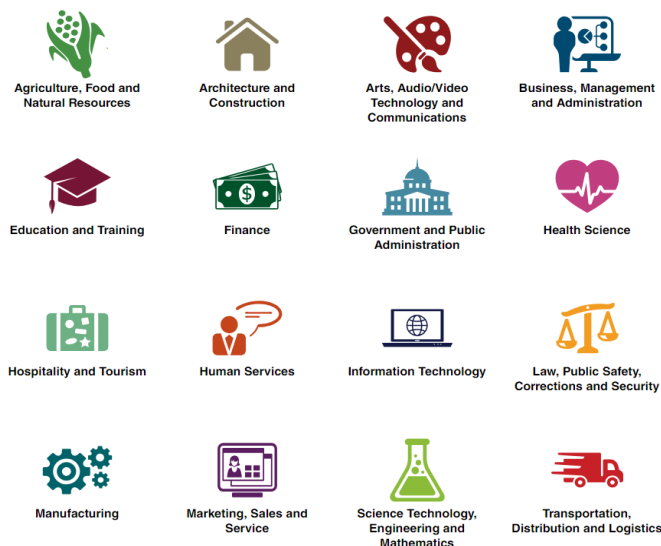 Agriculture, Food and
Natural Resources
Architecture and
Construction
Arts, Audio/Video
Technology and
Communications
Business, Management
and Administration
Education and Training
$
Finance
Government and Public
Administration
Health Science
Hospitality and Tourism
Human Services
Information Technology
Law, Public Safety,
Corrections and Security
Manufacturing
Marketing, Sales and
Service
Science Technology,
Engineering and
Mathematics
Transportation,
Distribution and Logistics